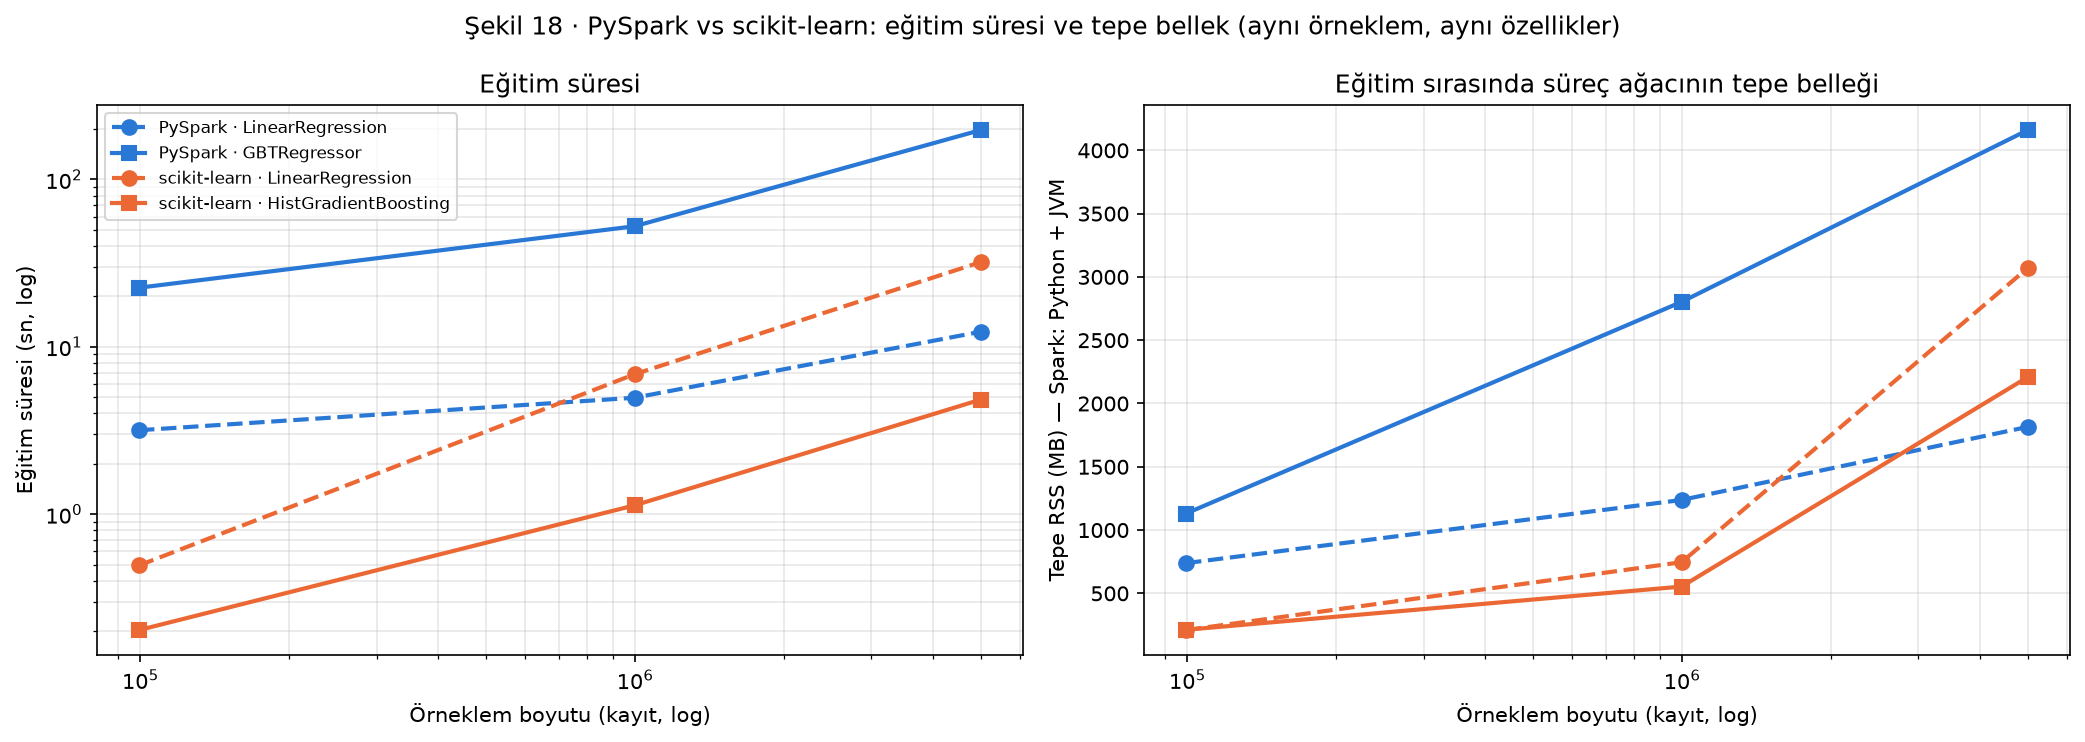 Şekil 18 · PySpark vs scikit-learn: eğitim süresi ve tepe bellek (aynı örneklem, aynı özellikler)
Eğitim süresi
PySpark · LinearRegression
PySpark · GBTRegressor
scikit-learn · LinearRegression
scikit-learn · HistGradientBoosting
Eğitim süresi (sn, log)
10²
10¹
10⁰
10⁵
10⁶
Örneklem boyutu (kayıt, log)
Eğitim sırasında süreç ağacının tepe belleği
Tepe RSS (MB) — Spark: Python + JVM
4000
3500
3000
2500
2000
1500
1000
500
10⁵
10⁶
Örneklem boyutu (kayıt, log)